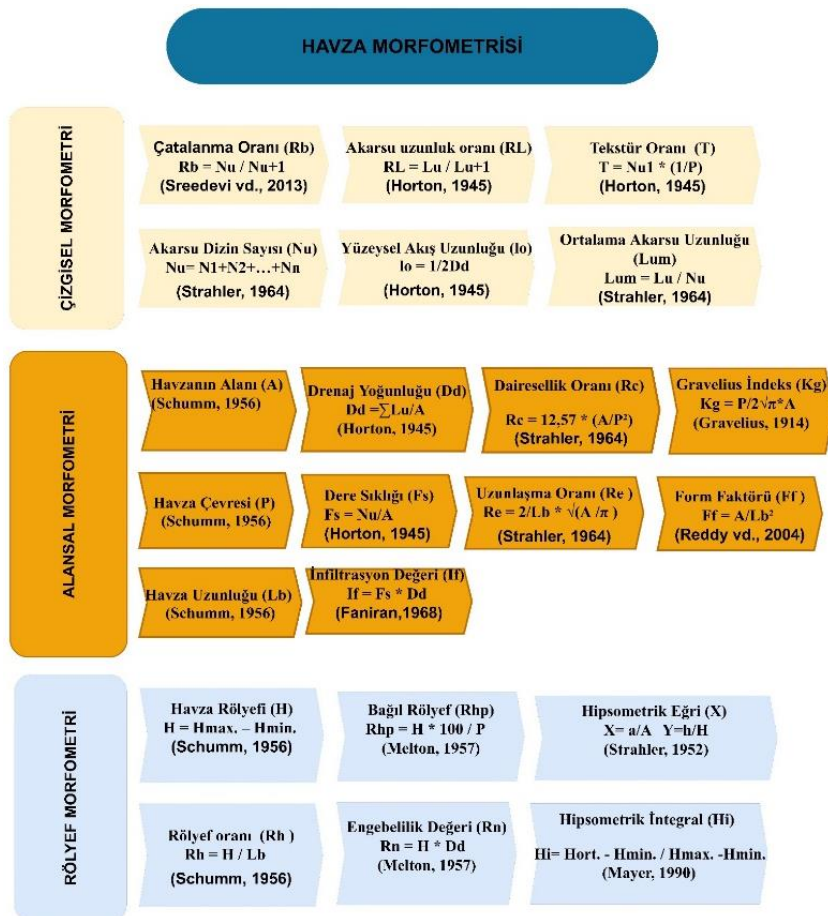 HAVZA MORFOMETRİSİ
ÇİZGİSEL MORFOMETRİ
Çatalanma Oranı (Rb)
Rb = Nu / Nu+1
(Sreedevi vd., 2013)
Akarsu uzunluk oranı (RL)
RL = Lu / Lu+1
(Horton, 1945)
Tekstür Oranı (T)
T = Nu1 * (1/P)
(Horton, 1945)
Akarsu Dizin Sayısı (Nu)
Nu= N1+N2+…+Nn
(Strahler, 1964)
Yüzeysel Akış Uzunluğu (lo)
lo = 1/2Dd
(Horton, 1945)
Ortalama Akarsu Uzunluğu
(Lum)
Lum = Lu / Nu
(Strahler, 1964)
ALANSAL MORFOMETRİ
Havzanın Alanı (A)
(Schumm, 1956)
Drenaj Yoğunluğu (Dd)
Dd =∑Lu/A
(Horton, 1945)
Dairesellik Oranı (Rc)
Rc = 12,57 * (A/P²)
(Strahler, 1964)
Gravelius İndeks (Kg)
Kg = P/2√π*A
(Gravelius, 1914)
Havza Çevresi (P)
(Schumm, 1956)
Dere Sıklığı (Fs)
Fs = Nu/A
(Horton, 1945)
Uzunlaşma Oranı (Re )
Re = 2/Lb * √(A /π )
(Strahler, 1964)
Form Faktörü (Ff )
Ff = A/Lb²
(Reddy vd., 2004)
Havza Uzunluğu (Lb)
(Schumm, 1956)
İnfiltrasyon Değeri (If)
If = Fs * Dd
(Faniran,1968)
RÖLYEF MORFOMETRİ
Havza Rölyefi (H)
H = Hmax. – Hmin.
(Schumm, 1956)
Bağıl Rölyef (Rhp)
Rhp = H * 100 / P
(Melton, 1957)
Hipsometrik Eğri (X)
X= a/A Y=h/H
(Strahler, 1952)
Rölyef oranı (Rh )
Rh = H / Lb
(Schumm, 1956)
Engebelilik Değeri (Rn)
Rn = H * Dd
(Melton, 1957)
Hipsometrik İntegral (Hi)
Hi= Hort. - Hmin. / Hmax. -Hmin.
(Mayer, 1990)